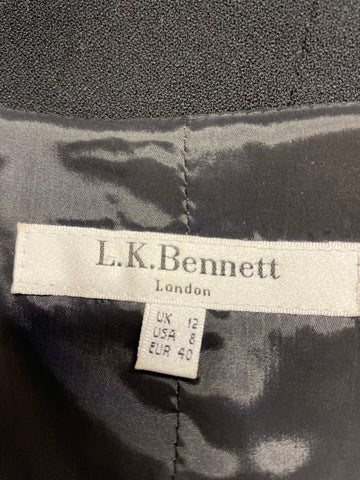 L.K.Bennett
London
UK 12
USA 8
EUR 40